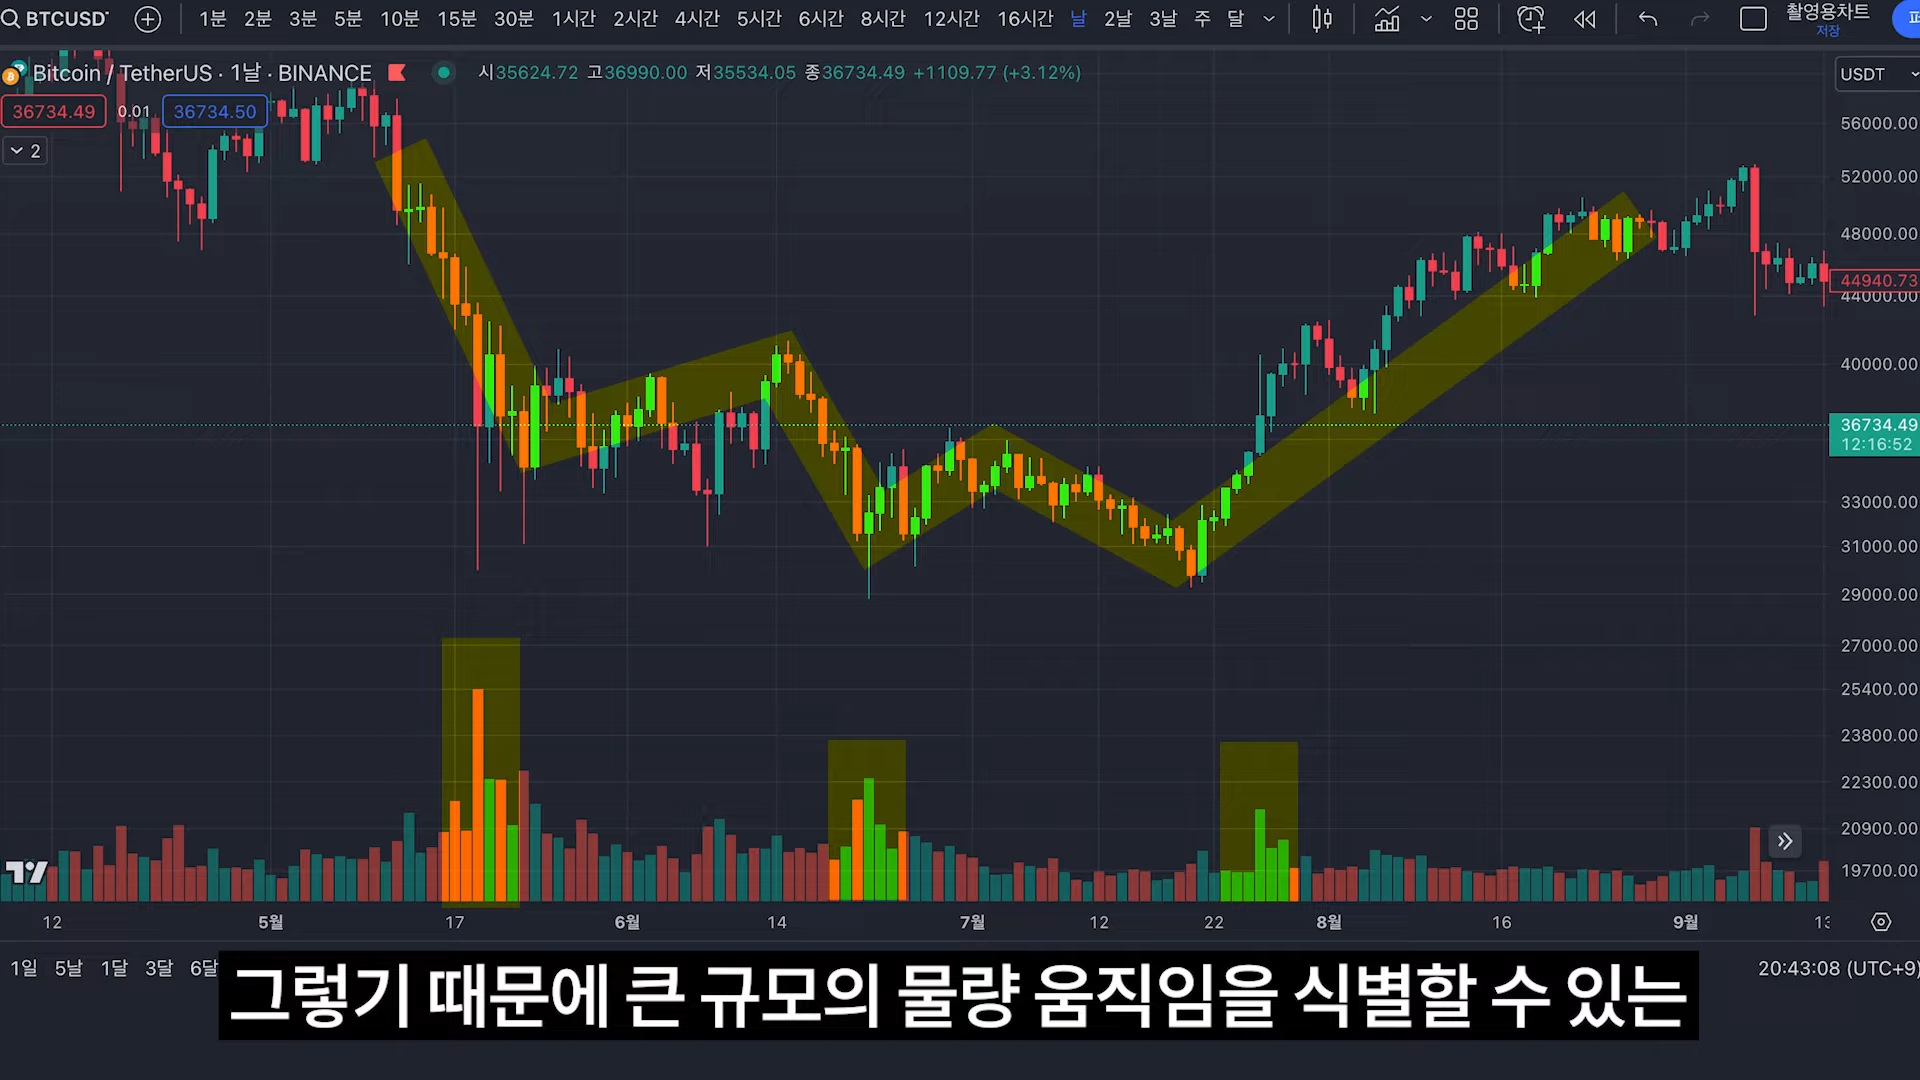 BTCUSD 1분 2분 3분 5분 10분 15분 30분 1시간 2시간 4시간 5시간 6시간 8시간 12시간 16시간 날 2날 3날 주 달 촬영용차트
저장
Bitcoin / TetherUS · 1날 · BINANCE 시35624.72 고36990.00 저35534.05 종36734.49 +1109.77 (+3.12%)
USDT
36734.49 0.01 36734.50
2
56000.00
52000.00
48000.00
44940.73
44000.00
40000.00
36734.49
12:16:52
33000.00
31000.00
29000.00
27000.00
25400.00
23800.00
22300.00
20900.00
19700.00
12 5월 17 6월 14 7월 12 22 8월 16 9월
1일 5날 1달 3달 6달
20:43:08 (UTC+9)
그렇기 때문에 큰 규모의 물량 움직임을 식별할 수 있는